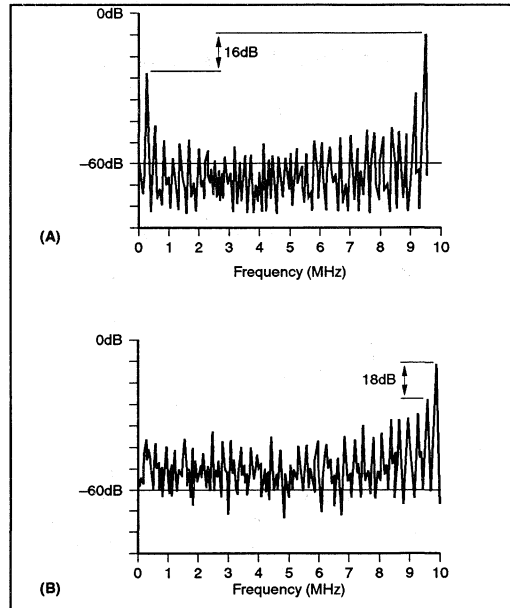 0dB
16dB
–60dB
(A)
0 1 2 3 4 5 6 7 8 9 10
Frequency (MHz)
0dB
18dB
–60dB
0 1 2 3 4 5 6 7 8 9 10
(B)
Frequency (MHz)